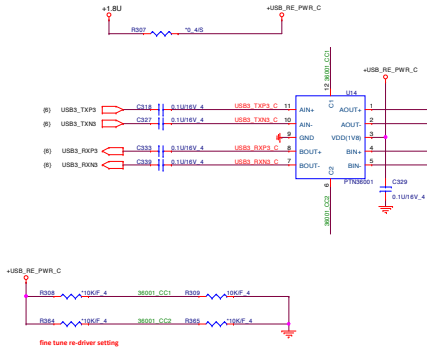 +1.8U
+USB_RE_PWR_C
R307
*0_4/S
36001_CC1
+USB_RE_PWR_C
12
U14
C1
(6) USB3_TXP3 C318 0.1U/16V_4 USB3_TXP3_C 11 AIN+ AOUT+ 1
(6) USB3_TXN3 C327 0.1U/16V_4 USB3_TXN3_C 10 AIN- AOUT- 2
9 GND VDD(1V8) 3
(6) USB3_RXP3 C333 0.1U/16V_4 USB3_RXP3_C 8 BOUT+ BIN+ 4
(6) USB3_RXN3 C339 0.1U/16V_4 USB3_RXN3_C 7 BOUT- BIN- 5
C2
6
PTN36001
C329
0.1U/16V_4
36001_CC2
+USB_RE_PWR_C
R308 *10K/F_4 36001_CC1 R309 *10K/F_4
R364 *10K/F_4 36001_CC2 R365 *10K/F_4
fine tune re-driver setting